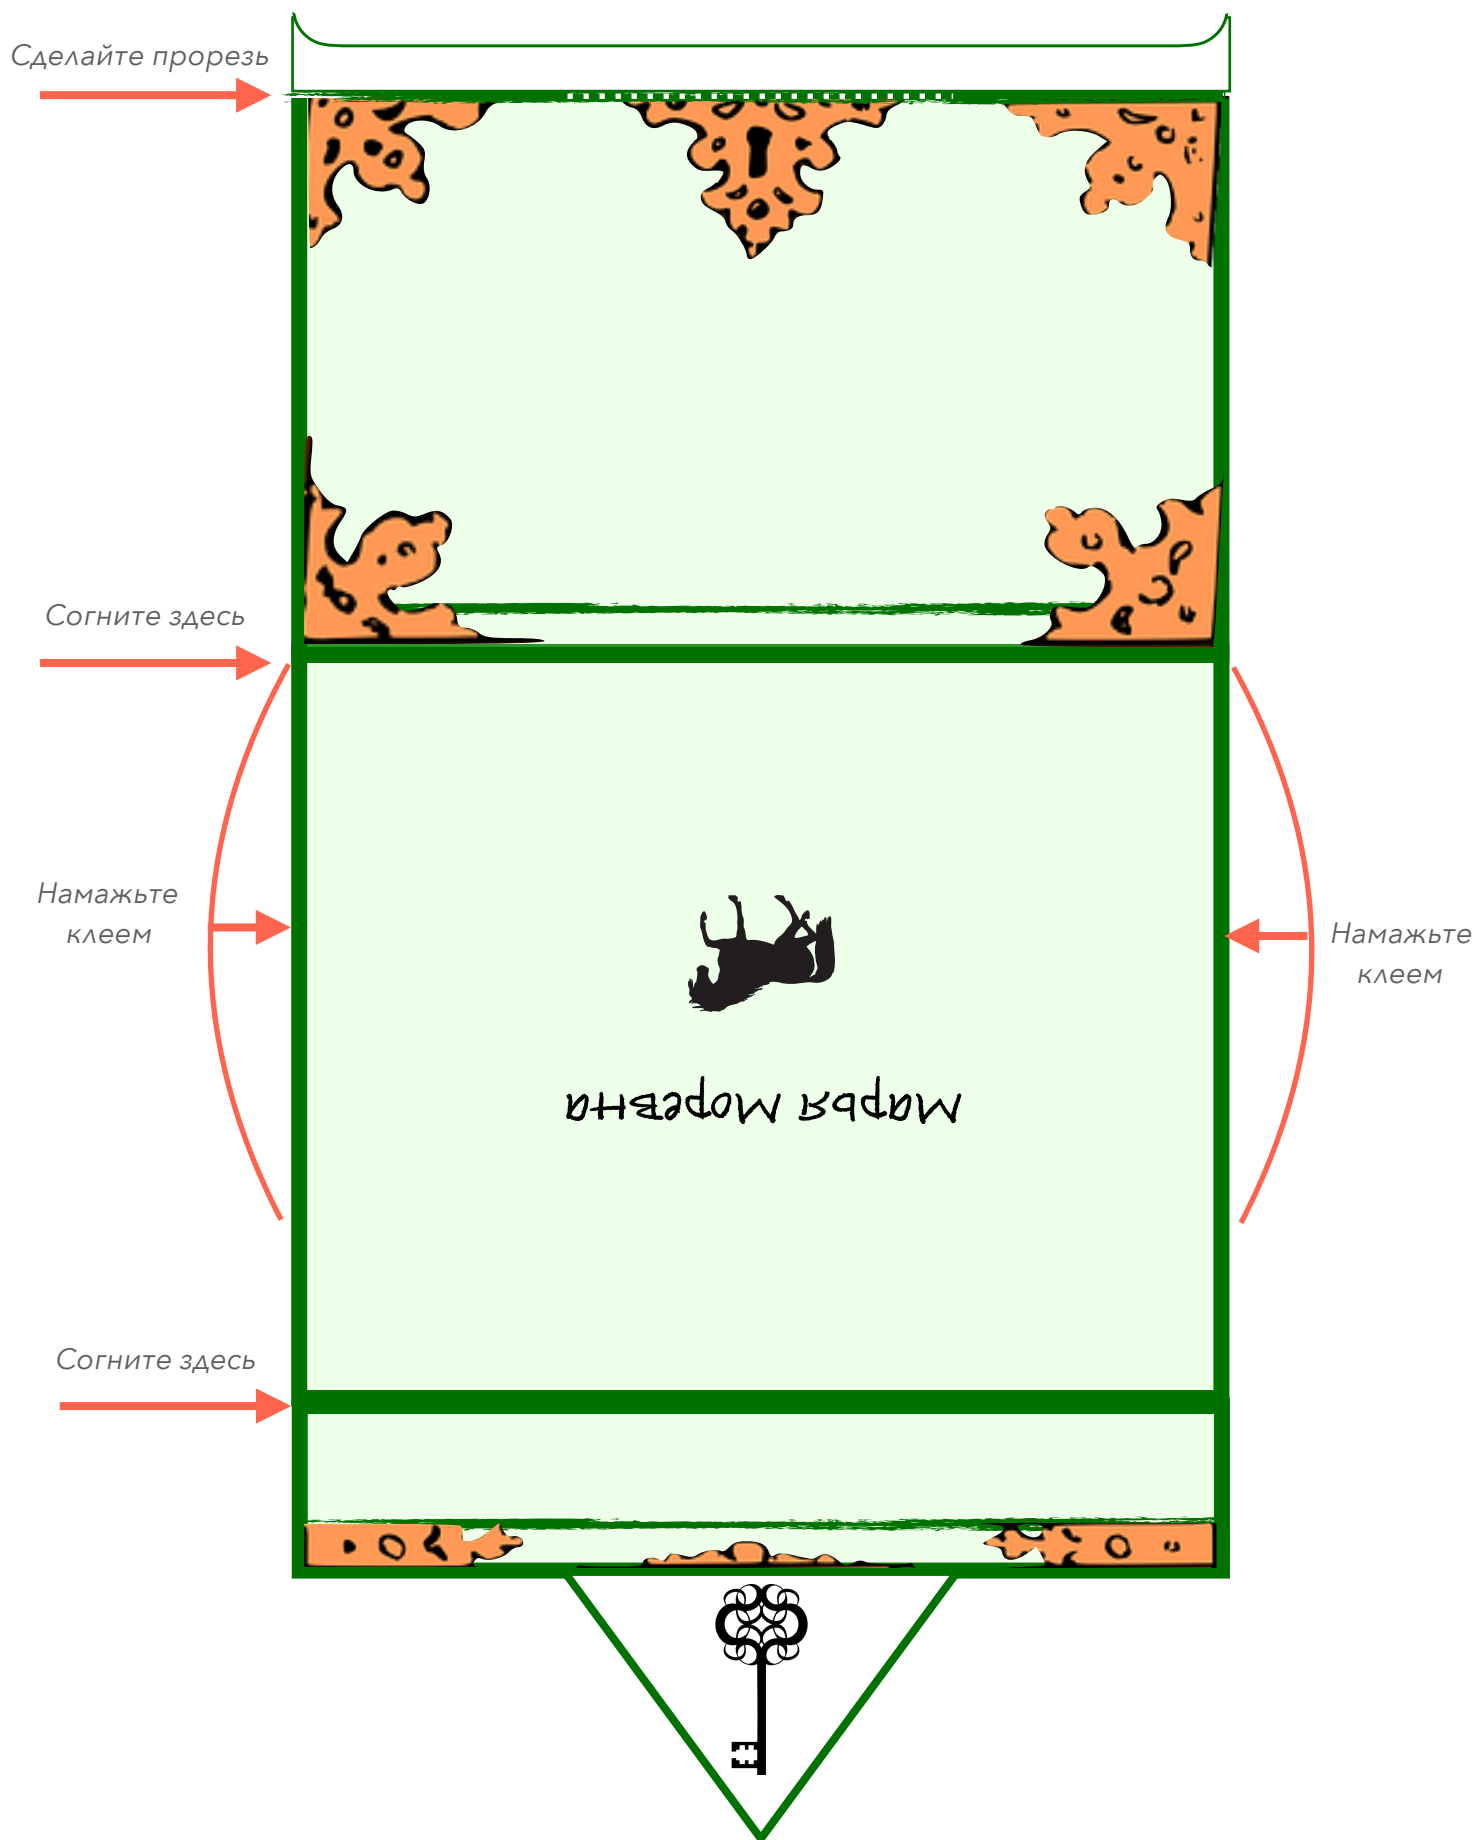 Сделайте прорезь
Согните здесь
Намажьте
клеем
Намажьте
клеем
Марья Моревна
Согните здесь